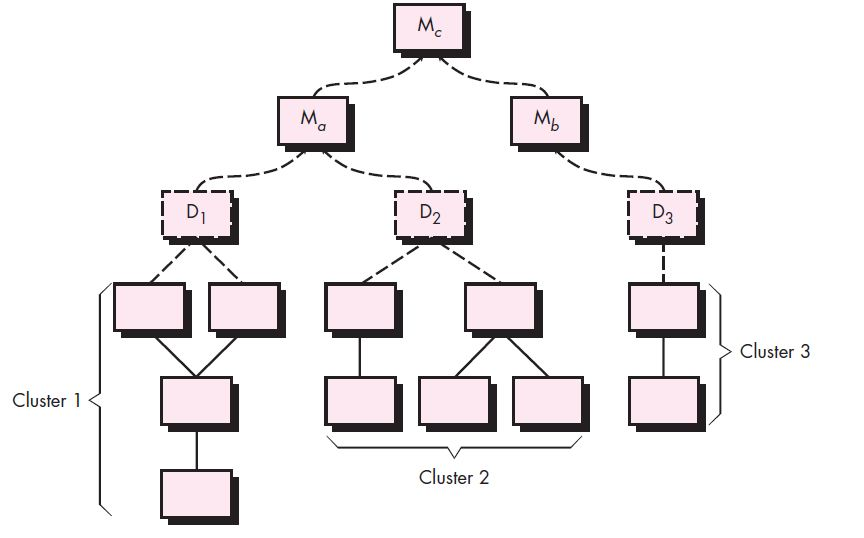 Mc
Ma
Mb
D1
D2
D3
Cluster 3
Cluster 1
Cluster 2